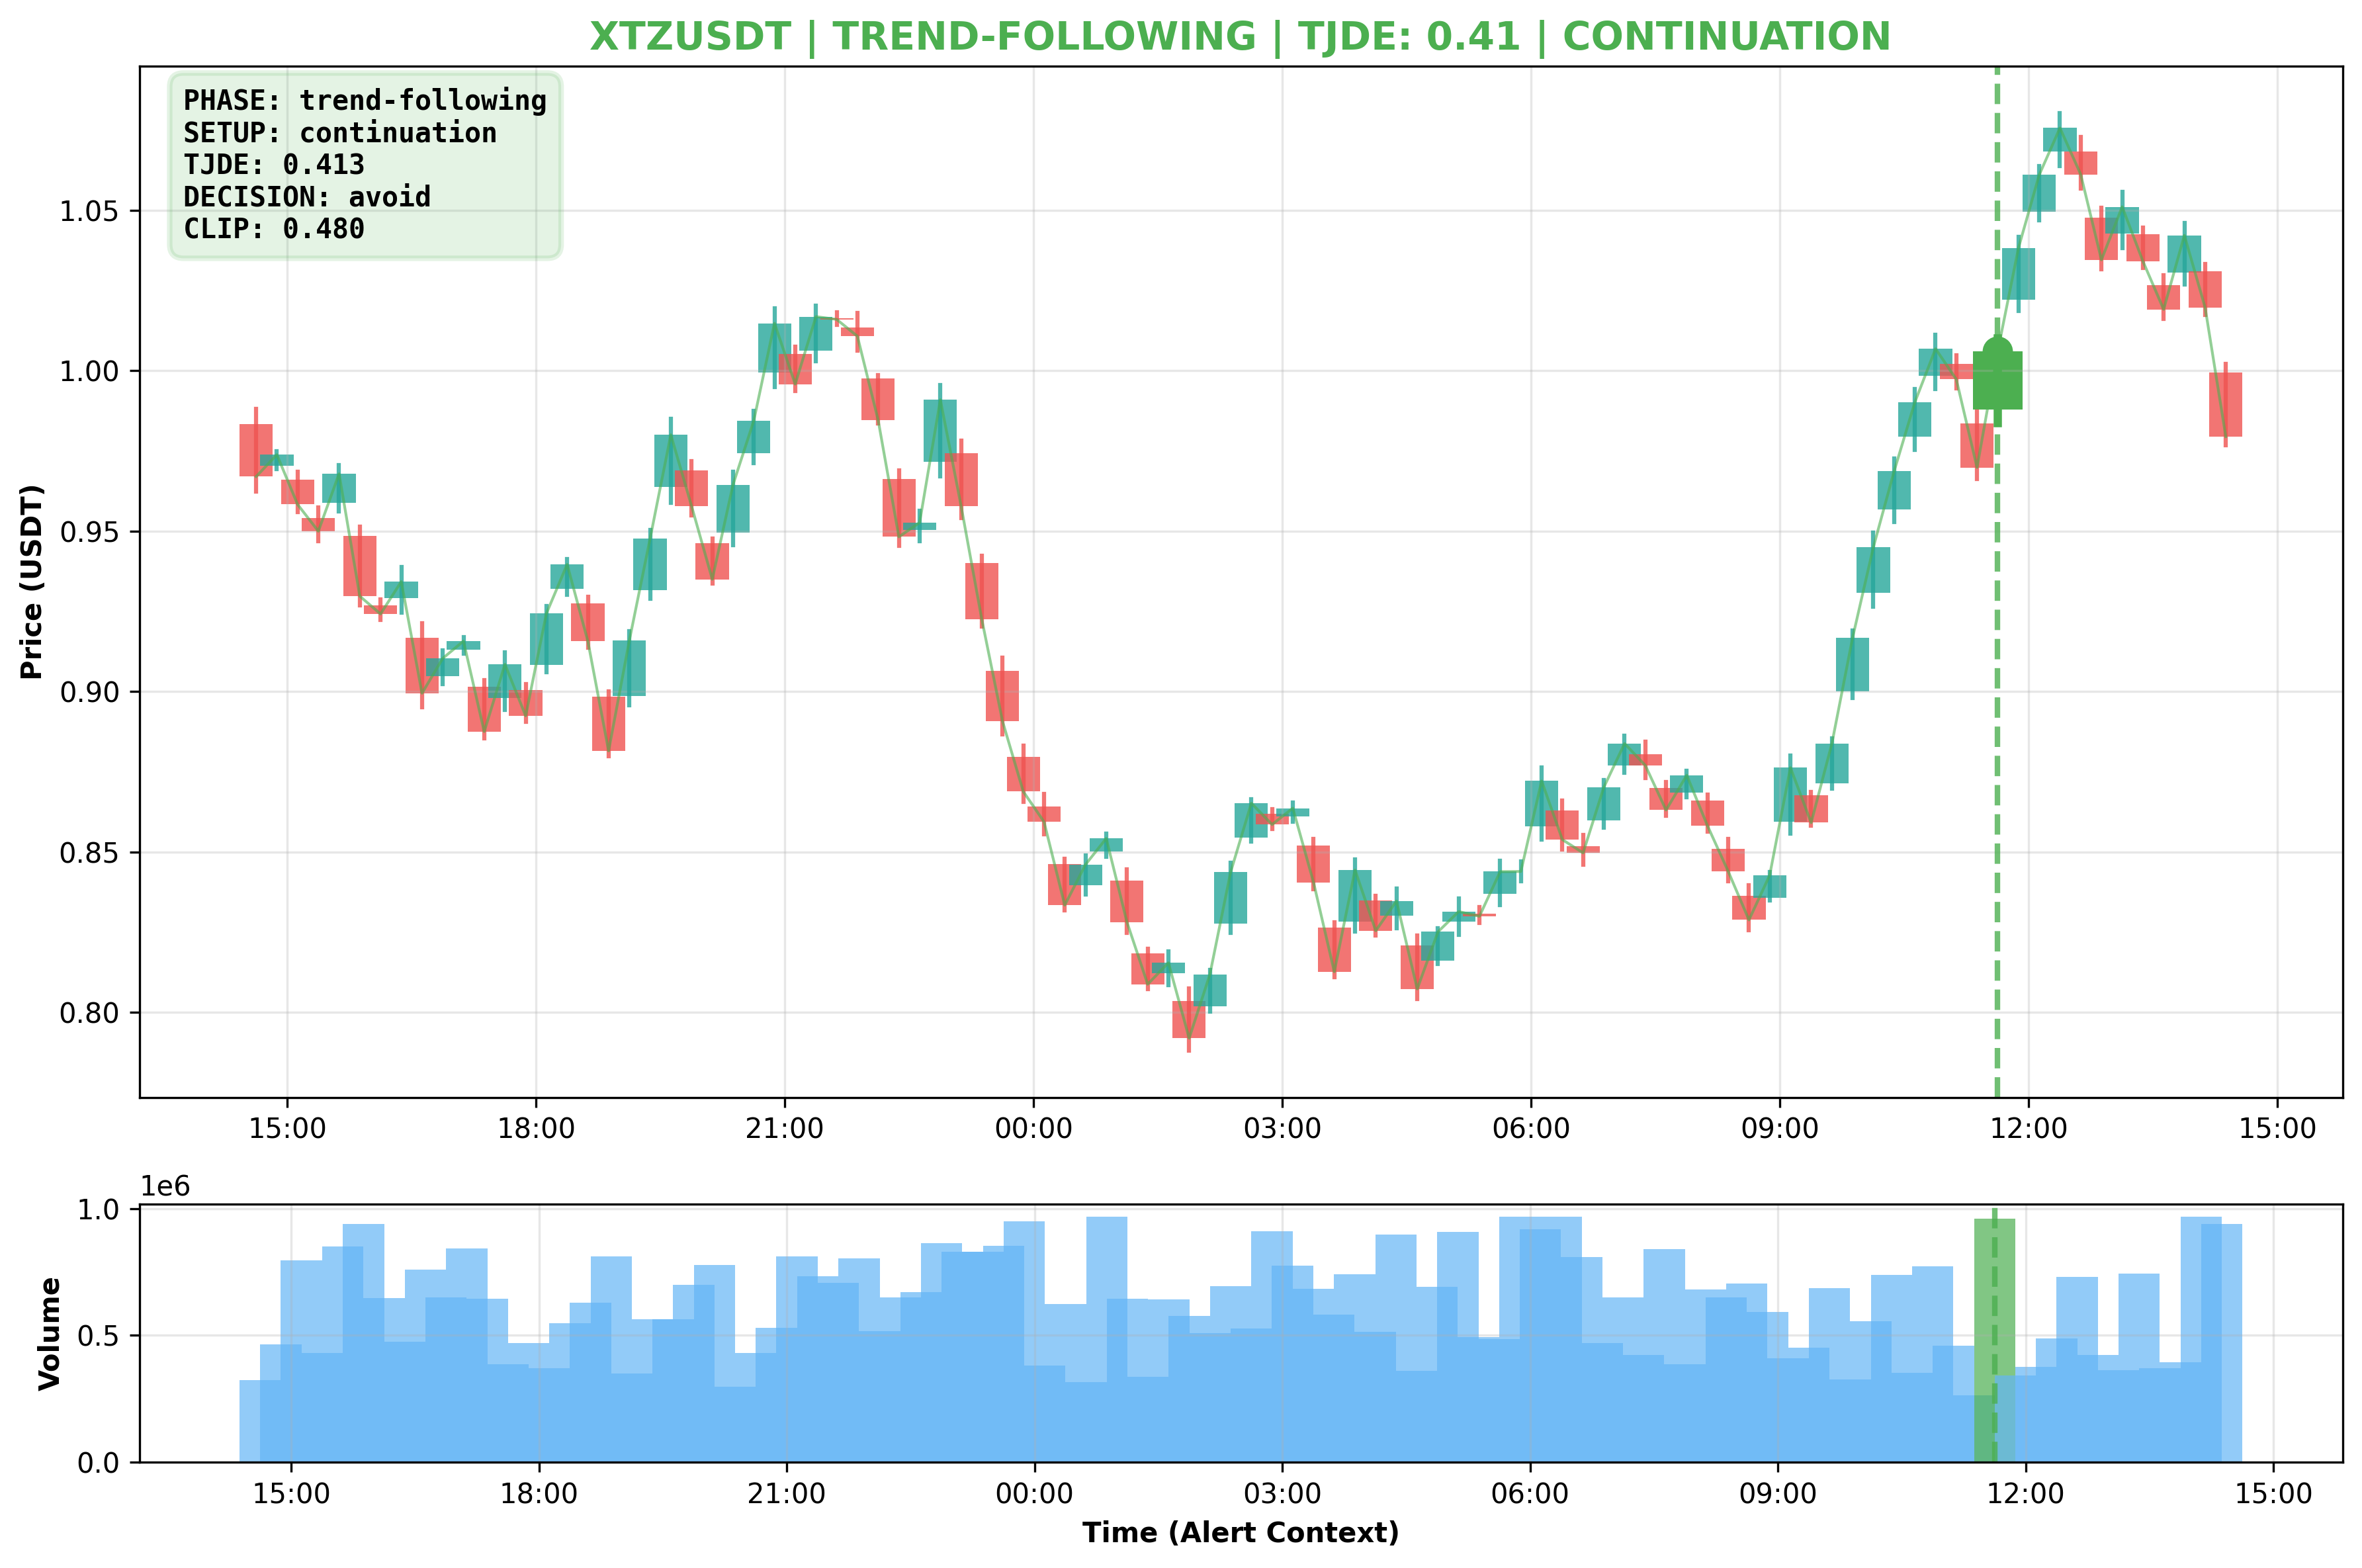 XTZUSDT | TREND-FOLLOWING | TJDE: 0.41 | CONTINUATION
PHASE: trend-following
SETUP: continuation
TJDE: 0.413
DECISION: avoid
CLIP: 0.480
Price (USDT)
1.05
1.00
0.95
0.90
0.85
0.80
15:00 18:00 21:00 00:00 03:00 06:00 09:00 12:00 15:00
1e6
Volume
1.0
0.5
0.0
15:00 18:00 21:00 00:00 03:00 06:00 09:00 12:00 15:00
Time (Alert Context)